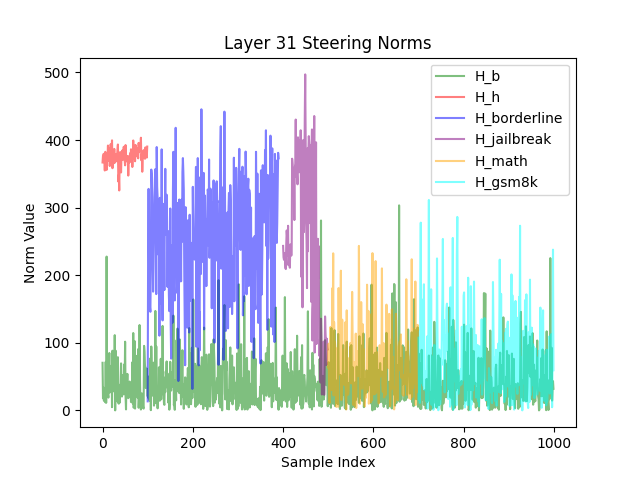 Layer 31 Steering Norms
Norm Value
500
400
300
200
100
0
H_b
H_h
H_borderline
H_jailbreak
H_math
H_gsm8k
0 200 400 600 800 1000
Sample Index